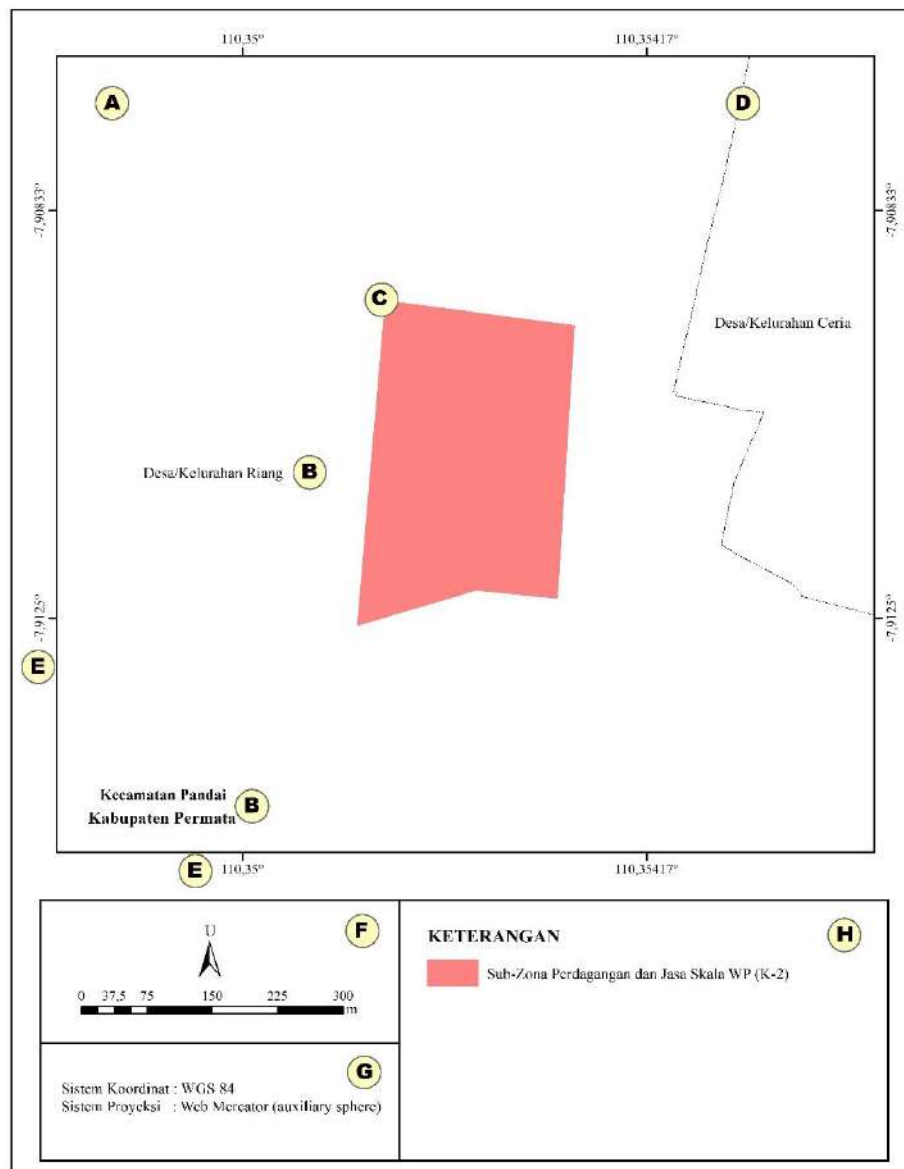 110,35°
110,35417°
A
D
-7,90833°
-7,90833°
C
Desa/Kelurahan Ceria
Desa/Kelurahan Riang
B
-7,9125°
-7,9125°
E
Kecamatan Pandai
Kabupaten Permata
B
110,35°
110,35417°
E
U
F
0 37,5 75 150 225 300
m
Sistem Koordinat : WGS 84
Sistem Proyeksi : Web Mercator (auxiliary sphere)
G
KETERANGAN
H
Sub-Zona Perdagangan dan Jasa Skala WP (K-2)